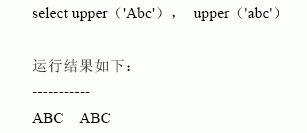 select upper（'Abc'）， upper（'abc'）
运行结果如下：
-----------
ABC ABC